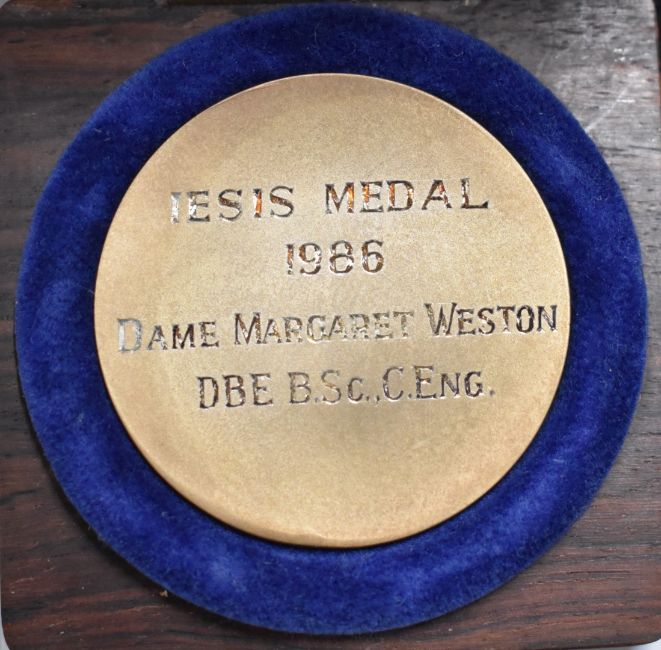 IESIS MEDAL
1986
DAME MARGARET WESTON
DBE B.SC., C.ENG.